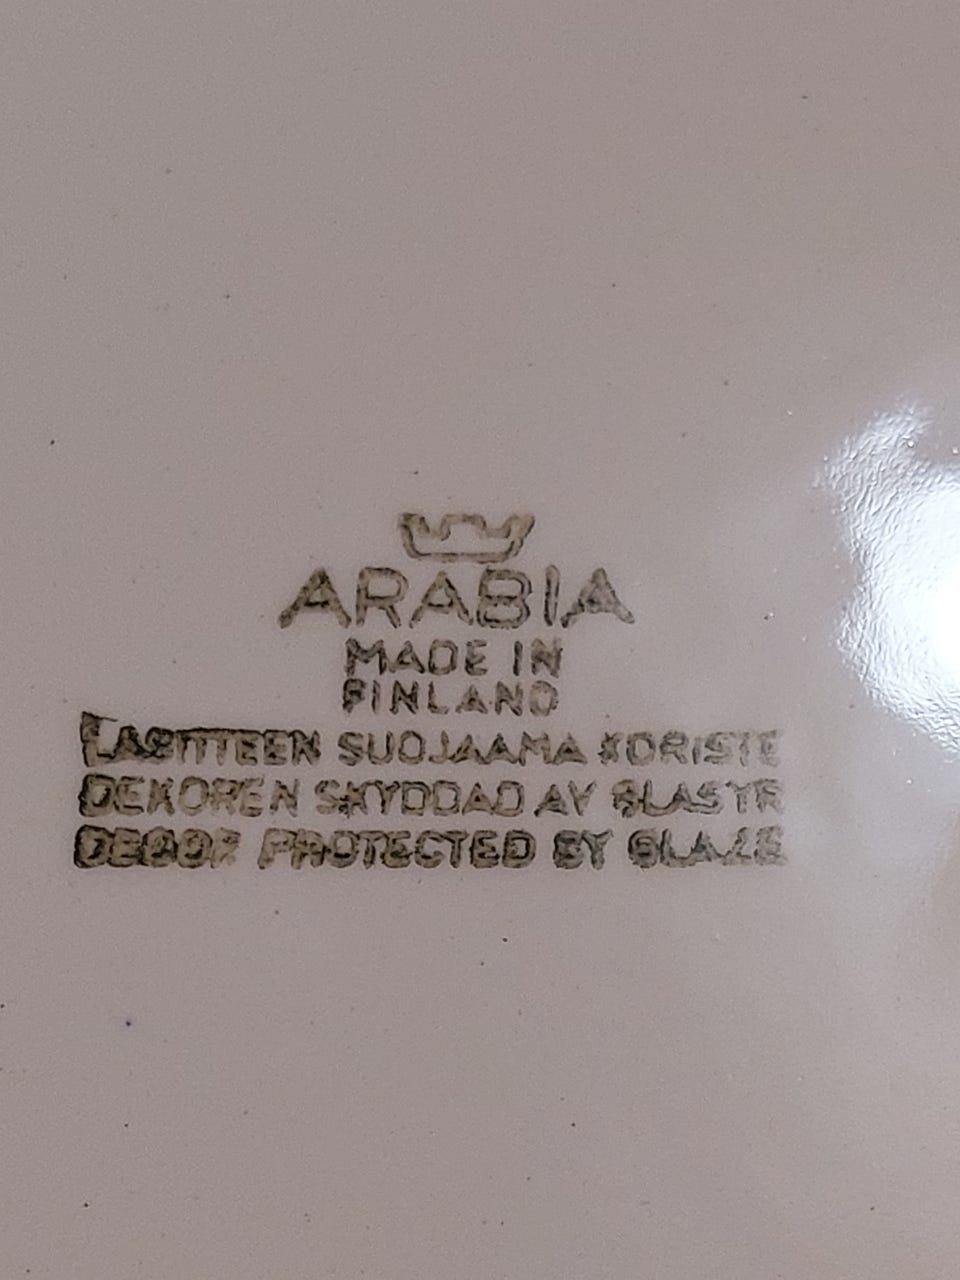 ARABIA
MADE IN
FINLAND
LASITTEEN SUOJAAMA KORISTE
DEKOREN SKYDDAD AV GLASYR
DECOR PROTECTED BY GLAZE